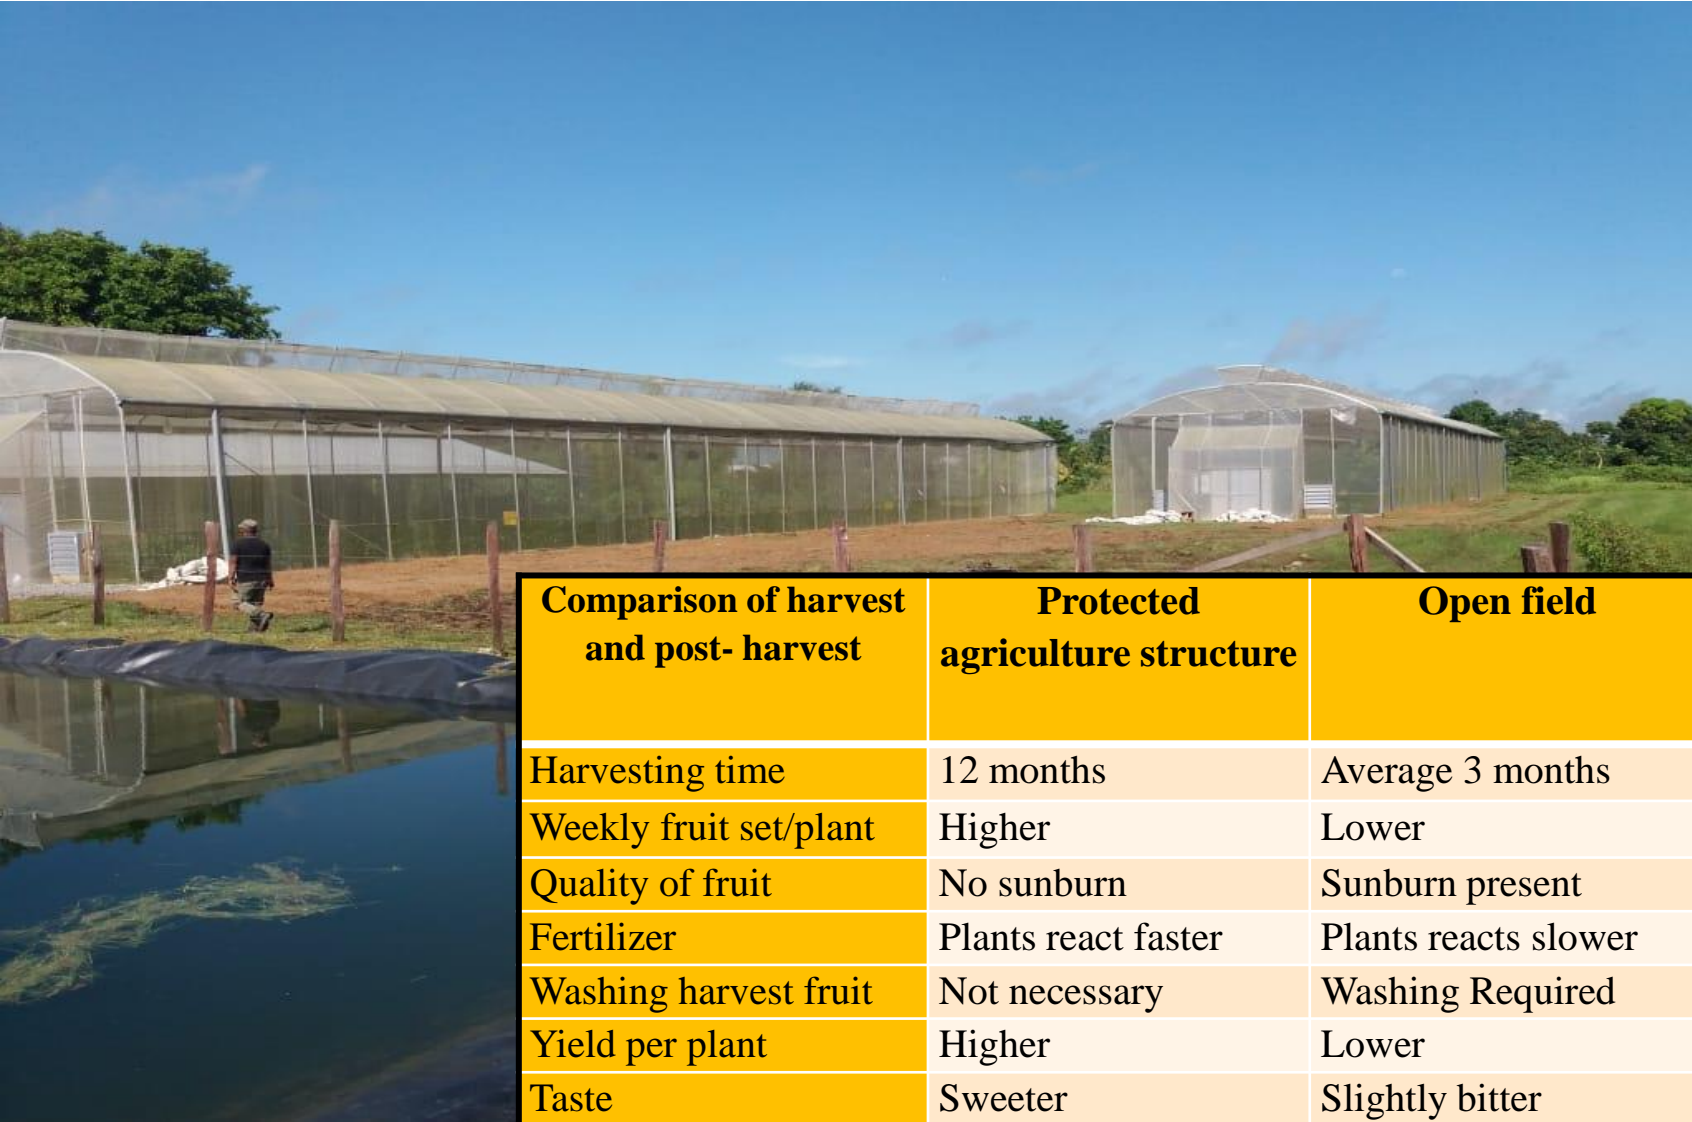 Comparison of harvest
and post- harvest
Protected
agriculture structure
Open field
Harvesting time 12 months Average 3 months
Weekly fruit set/plant Higher Lower
Quality of fruit No sunburn Sunburn present
Fertilizer Plants react faster Plants reacts slower
Washing harvest fruit Not necessary Washing Required
Yield per plant Higher Lower
Taste Sweeter Slightly bitter